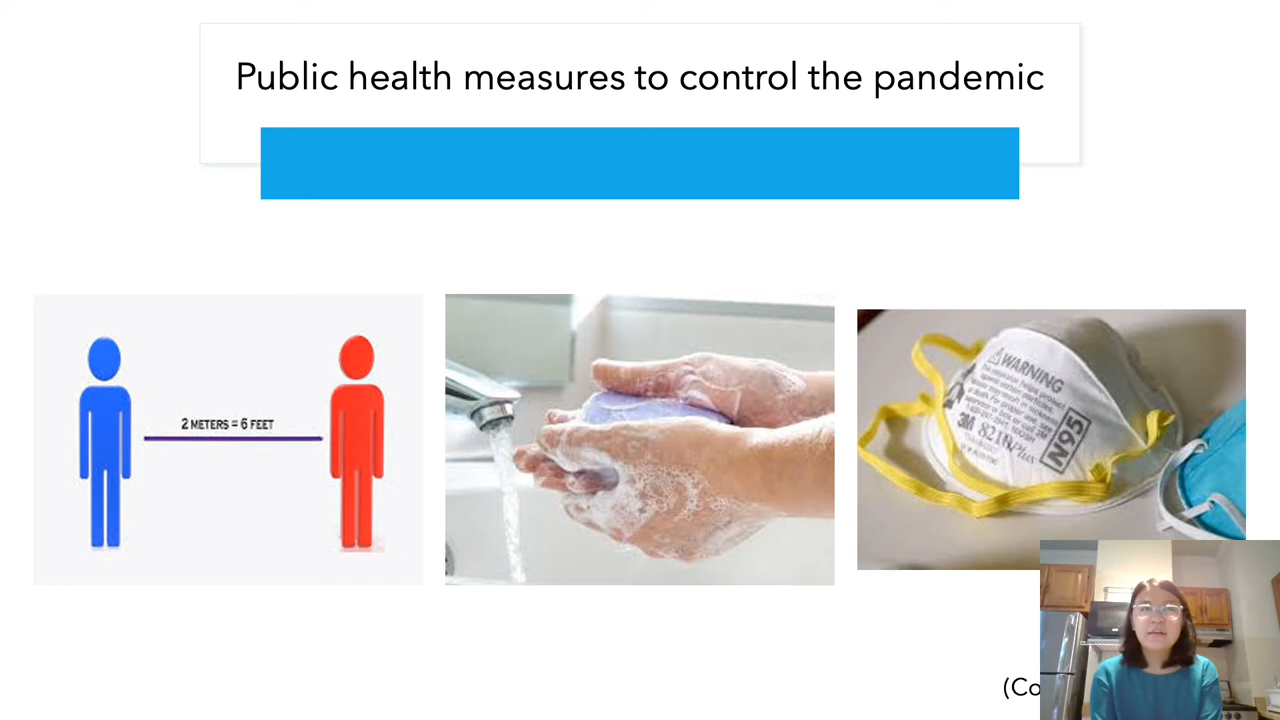 Public health measures to control the pandemic
2 METERS = 6 FEET
WARNING
3M 8210Plus
N95
(Co